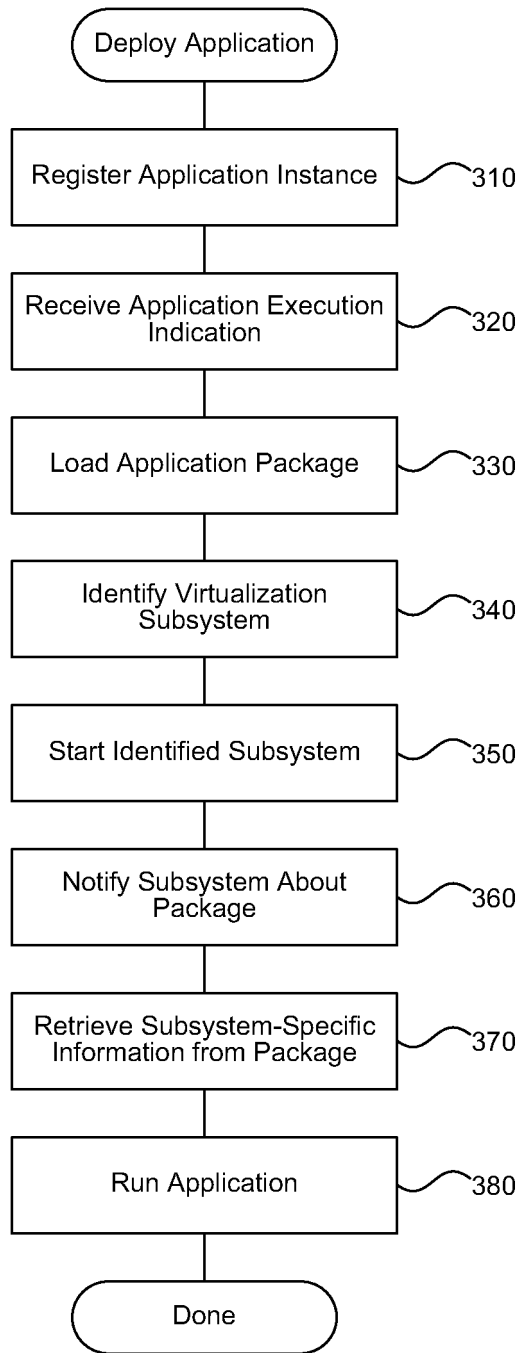 Deploy Application
Register Application Instance
310
Receive Application Execution
Indication
320
Load Application Package
330
Identify Virtualization
Subsystem
340
Start Identified Subsystem
350
Notify Subsystem About
Package
360
Retrieve Subsystem-Specific
Information from Package
370
Run Application
380
Done